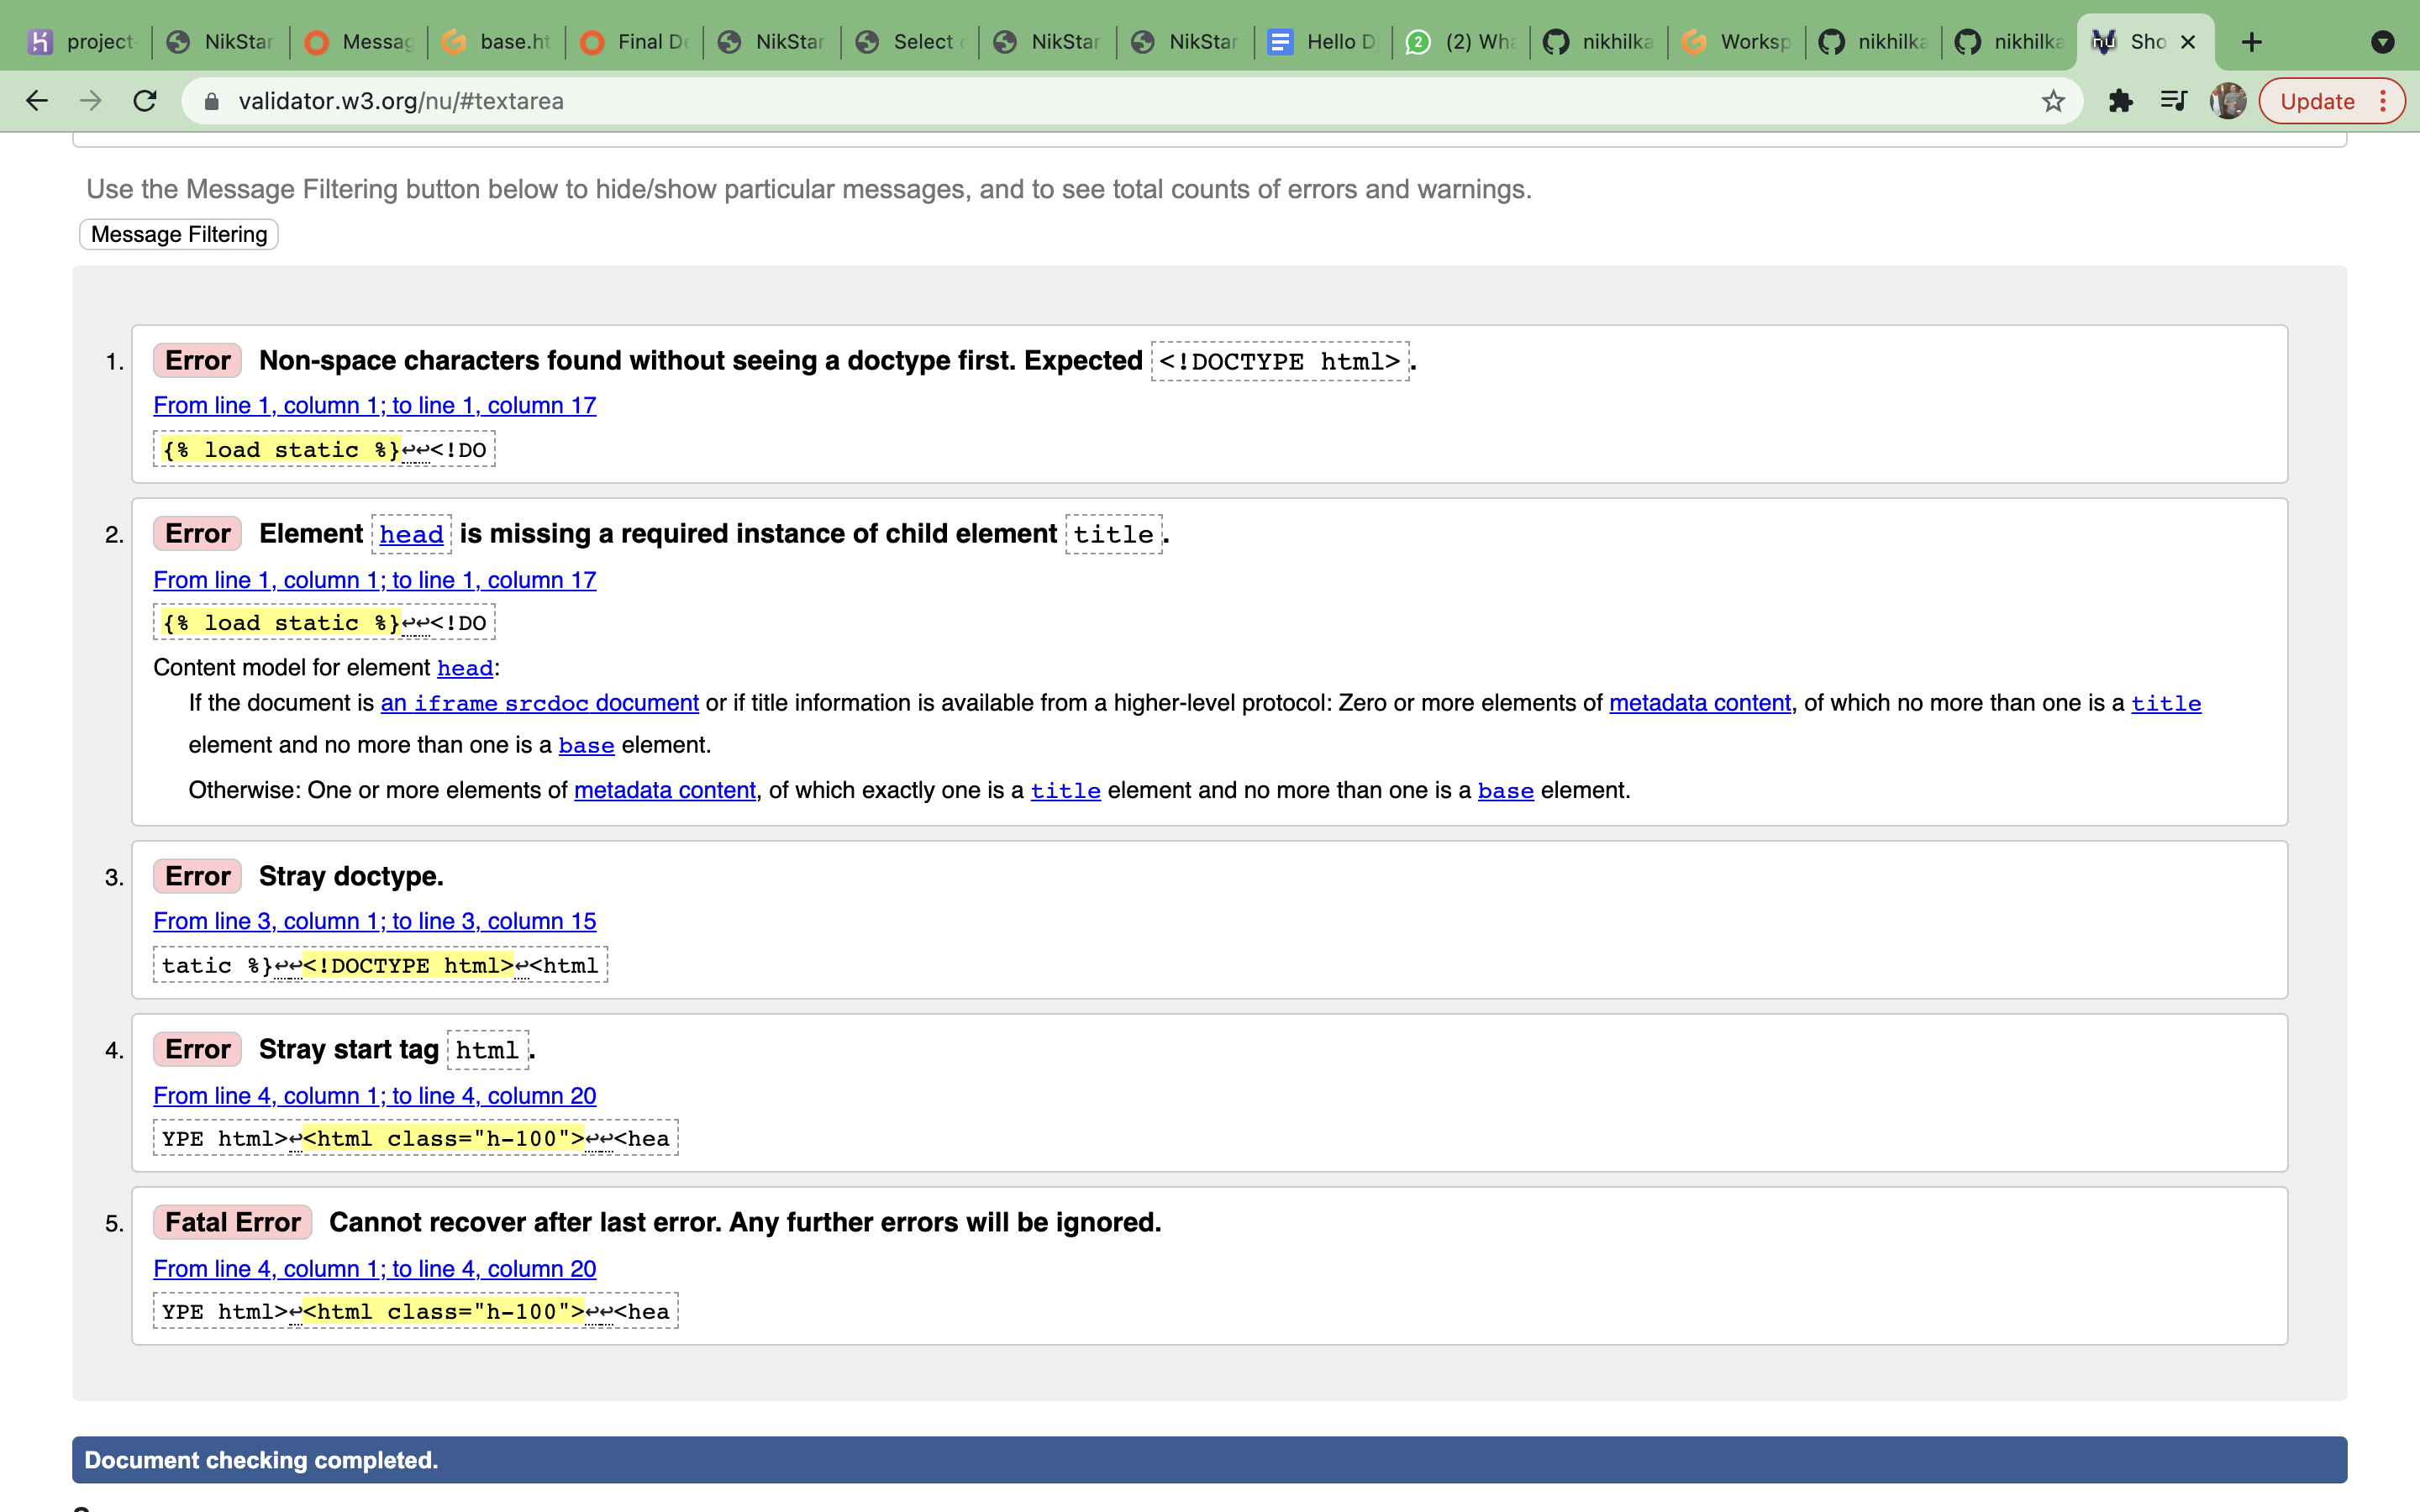 project
NikStar
Messag
base.ht
Final De
NikStar
Select
NikStar
NikStar
Hello D
2
(2) Wha
nikhilka
Worksp
nikhilka
nikhilka
nu
Sho
validator.w3.org/nu/#textarea
Update
Use the Message Filtering button below to hide/show particular messages, and to see total counts of errors and warnings.
Message Filtering
1. Error Non-space characters found without seeing a doctype first. Expected <!DOCTYPE html>.
From line 1, column 1; to line 1, column 17
{% load static %}↩↩<!DO
2. Error Element head is missing a required instance of child element title.
From line 1, column 1; to line 1, column 17
{% load static %}↩↩<!DO
Content model for element head:
If the document is an iframe srcdoc document or if title information is available from a higher-level protocol: Zero or more elements of metadata content, of which no more than one is a title
element and no more than one is a base element.
Otherwise: One or more elements of metadata content, of which exactly one is a title element and no more than one is a base element.
3. Error Stray doctype.
From line 3, column 1; to line 3, column 15
tatic %}↩↩<!DOCTYPE html>↩<html
4. Error Stray start tag html.
From line 4, column 1; to line 4, column 20
YPE html>↩<html class="h-100">↩↩<hea
5. Fatal Error Cannot recover after last error. Any further errors will be ignored.
From line 4, column 1; to line 4, column 20
YPE html>↩<html class="h-100">↩↩<hea
Document checking completed.